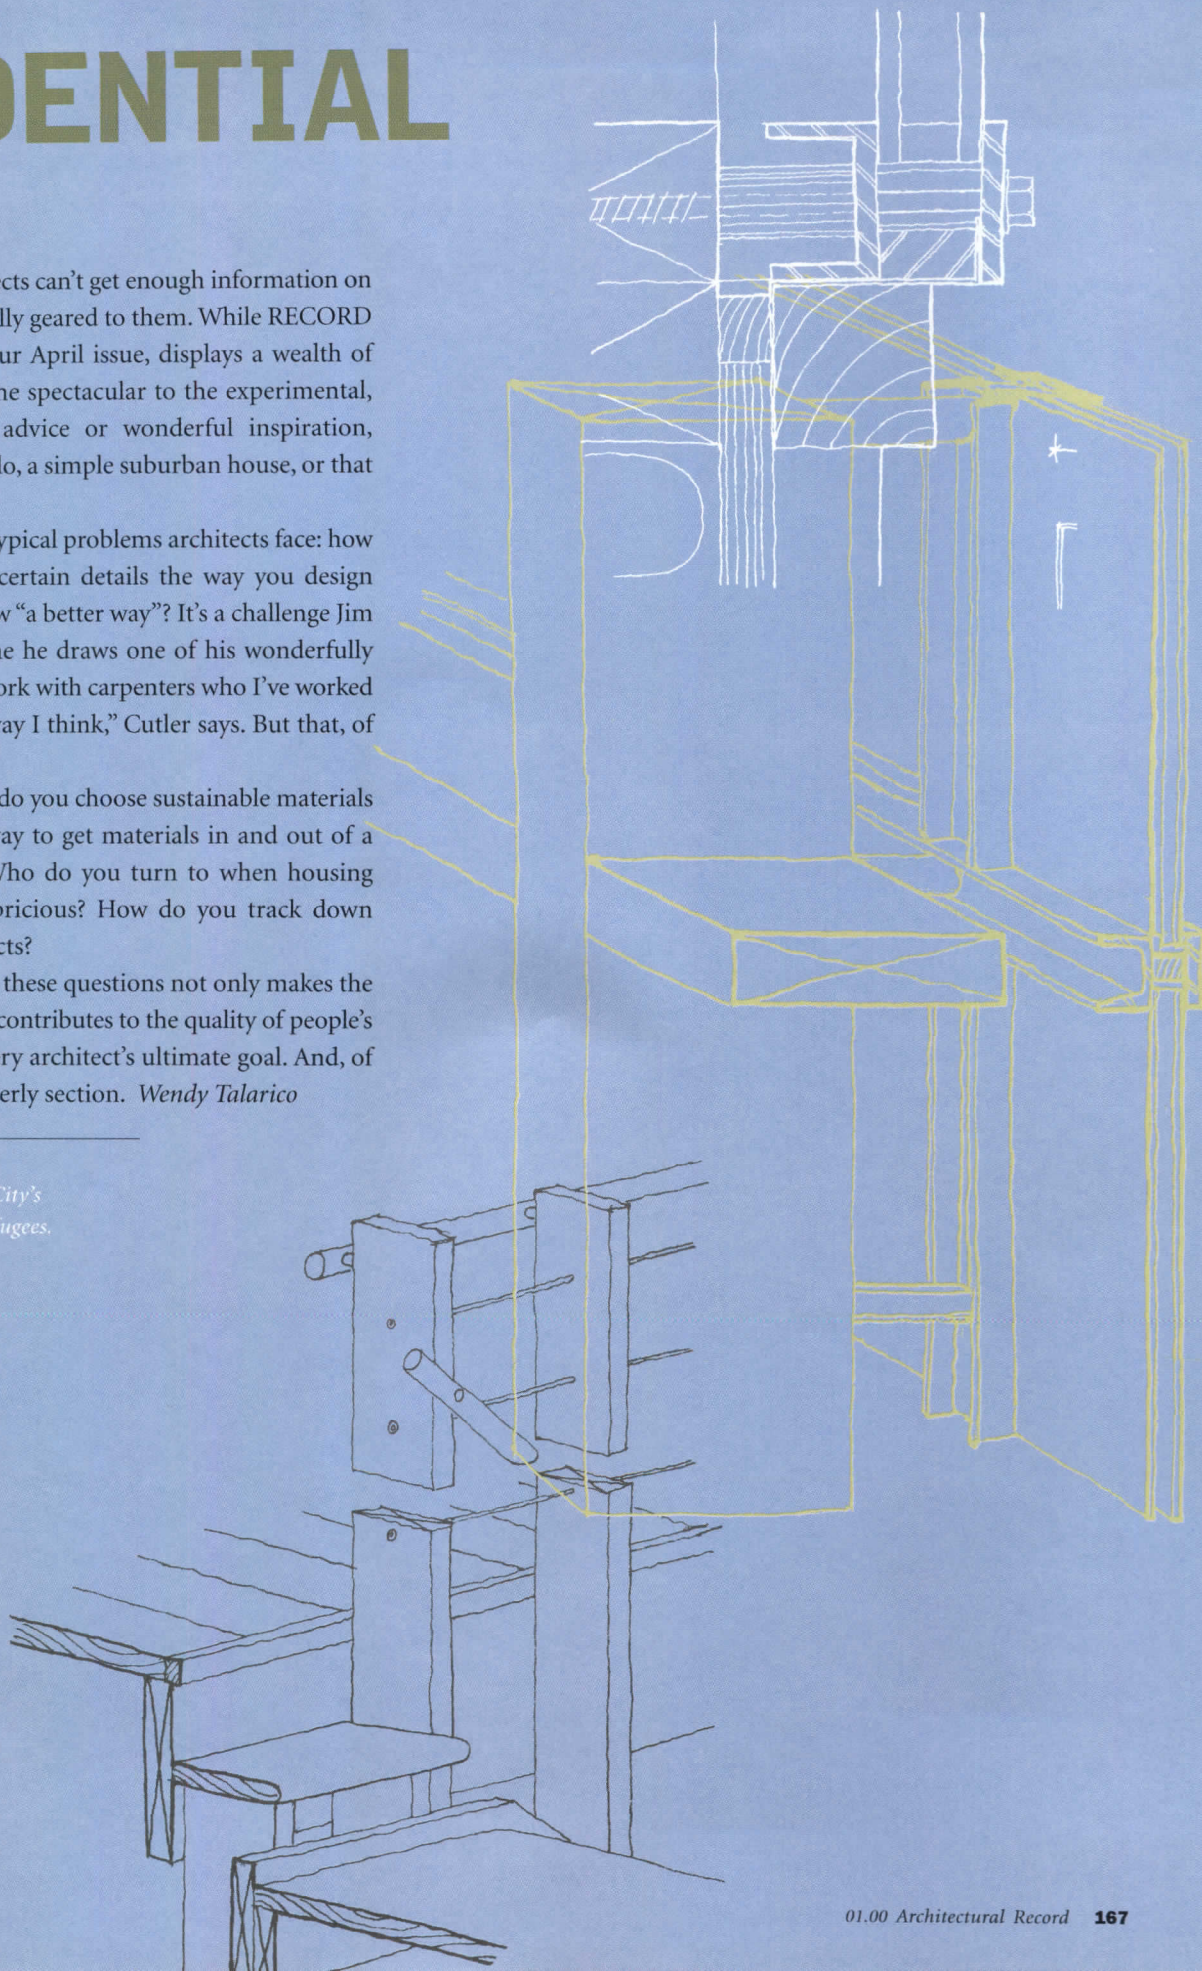 DENTIAL
ects can't get enough information on
lly geared to them. While RECORD
ur April issue, displays a wealth of
he spectacular to the experimental,
advice or wonderful inspiration,
lo, a simple suburban house, or that
ypical problems architects face: how
certain details the way you design
w "a better way"? It's a challenge Jim
ne he draws one of his wonderfully
ork with carpenters who I've worked
vay I think," Cutler says. But that, of
do you choose sustainable materials
vay to get materials in and out of a
Who do you turn to when housing
pricious? How do you track down
cts?
these questions not only makes the
contributes to the quality of people's
ry architect's ultimate goal. And, of
erly section. Wendy Talarico
City's
fugees.
01.00 Architectural Record 167